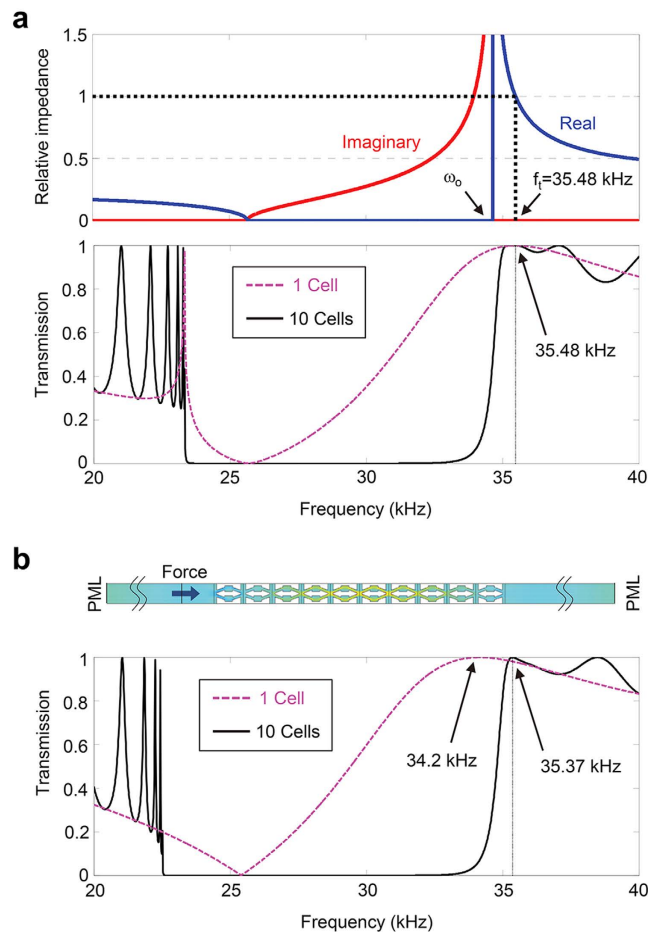 a
Relative impedance
1.5
1
0.5
0
Imaginary
Real
ω₀
fₜ=35.48 kHz
Transmission
1
0.8
0.6
0.4
0.2
0
1 Cell
10 Cells
35.48 kHz
20 25 30 35 40
Frequency (kHz)
b
PML
Force
PML
Transmission
1
0.8
0.6
0.4
0.2
0
1 Cell
10 Cells
34.2 kHz
35.37 kHz
20 25 30 35 40
Frequency (kHz)